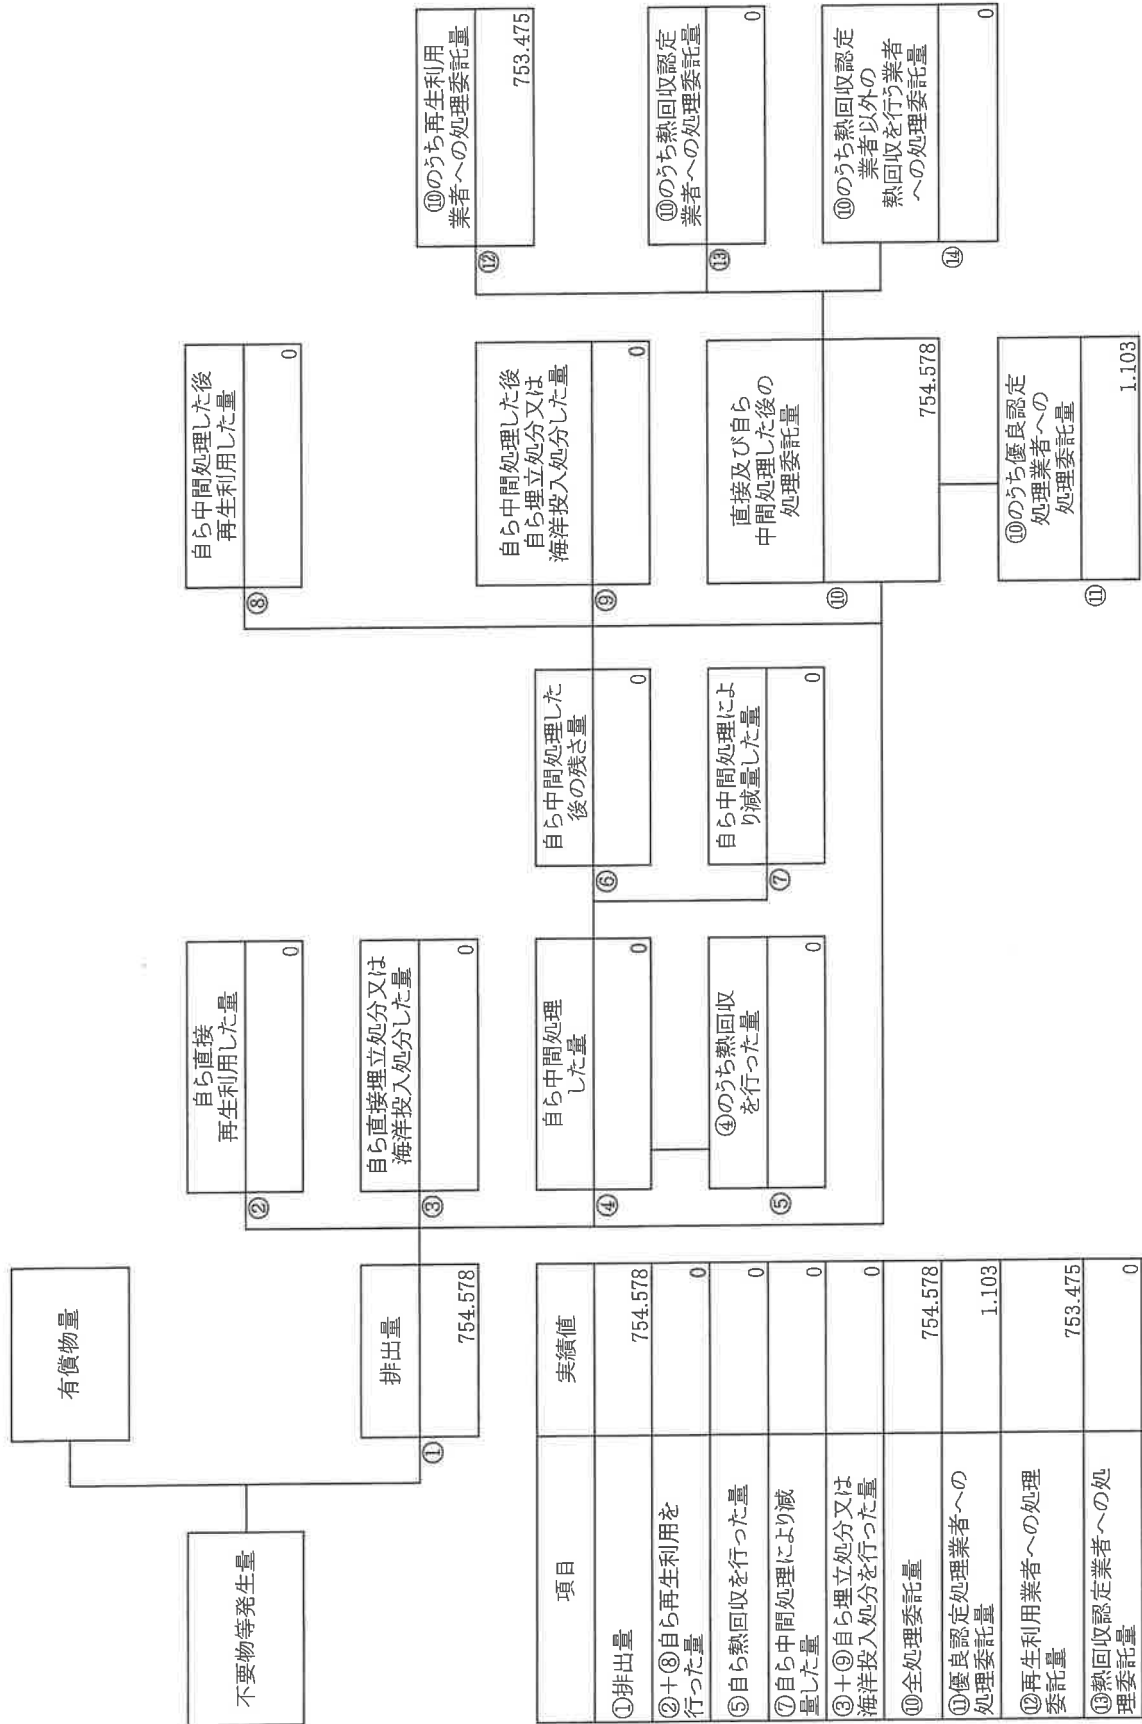 不要物等発生量
有償物量
①
排出量
754.578
②
自ら直接
再生利用した量
0
③
自ら直接埋立処分又は
海洋投入処分した量
0
④
自ら中間処理
した量
0
⑤
④のうち熱回収
を行った量
0
⑥
自ら中間処理した
後の残さ量
0
⑦
自ら中間処理によ
り減量した量
0
⑧
自ら中間処理した後
再生利用した量
0
⑨
自ら中間処理した後
自ら埋立処分又は
海洋投入処分した量
0
⑩
直接及び自ら
中間処理した後の
処理委託量
754.578
⑪
⑩のうち優良認定
処理業者への
処理委託量
1.103
⑫
⑩のうち再生利用
業者への処理委託量
753.475
⑬
⑩のうち熱回収認定
業者への処理委託量
0
⑭
⑩のうち熱回収認定
業者以外の
熱回収を行う業者
への処理委託量
0
項目 実績値
①排出量 754.578
②+⑧自ら再生利用を
行った量 0
⑤自ら熱回収を行った量 0
⑦自ら中間処理により減
量した量 0
③+⑨自ら埋立処分又は
海洋投入処分を行った量 0
⑩全処理委託量 754.578
⑪優良認定処理業者への
処理委託量 1.103
⑫再生利用業者への処理
委託量 753.475
⑬熱回収認定業者への処
理委託量 0